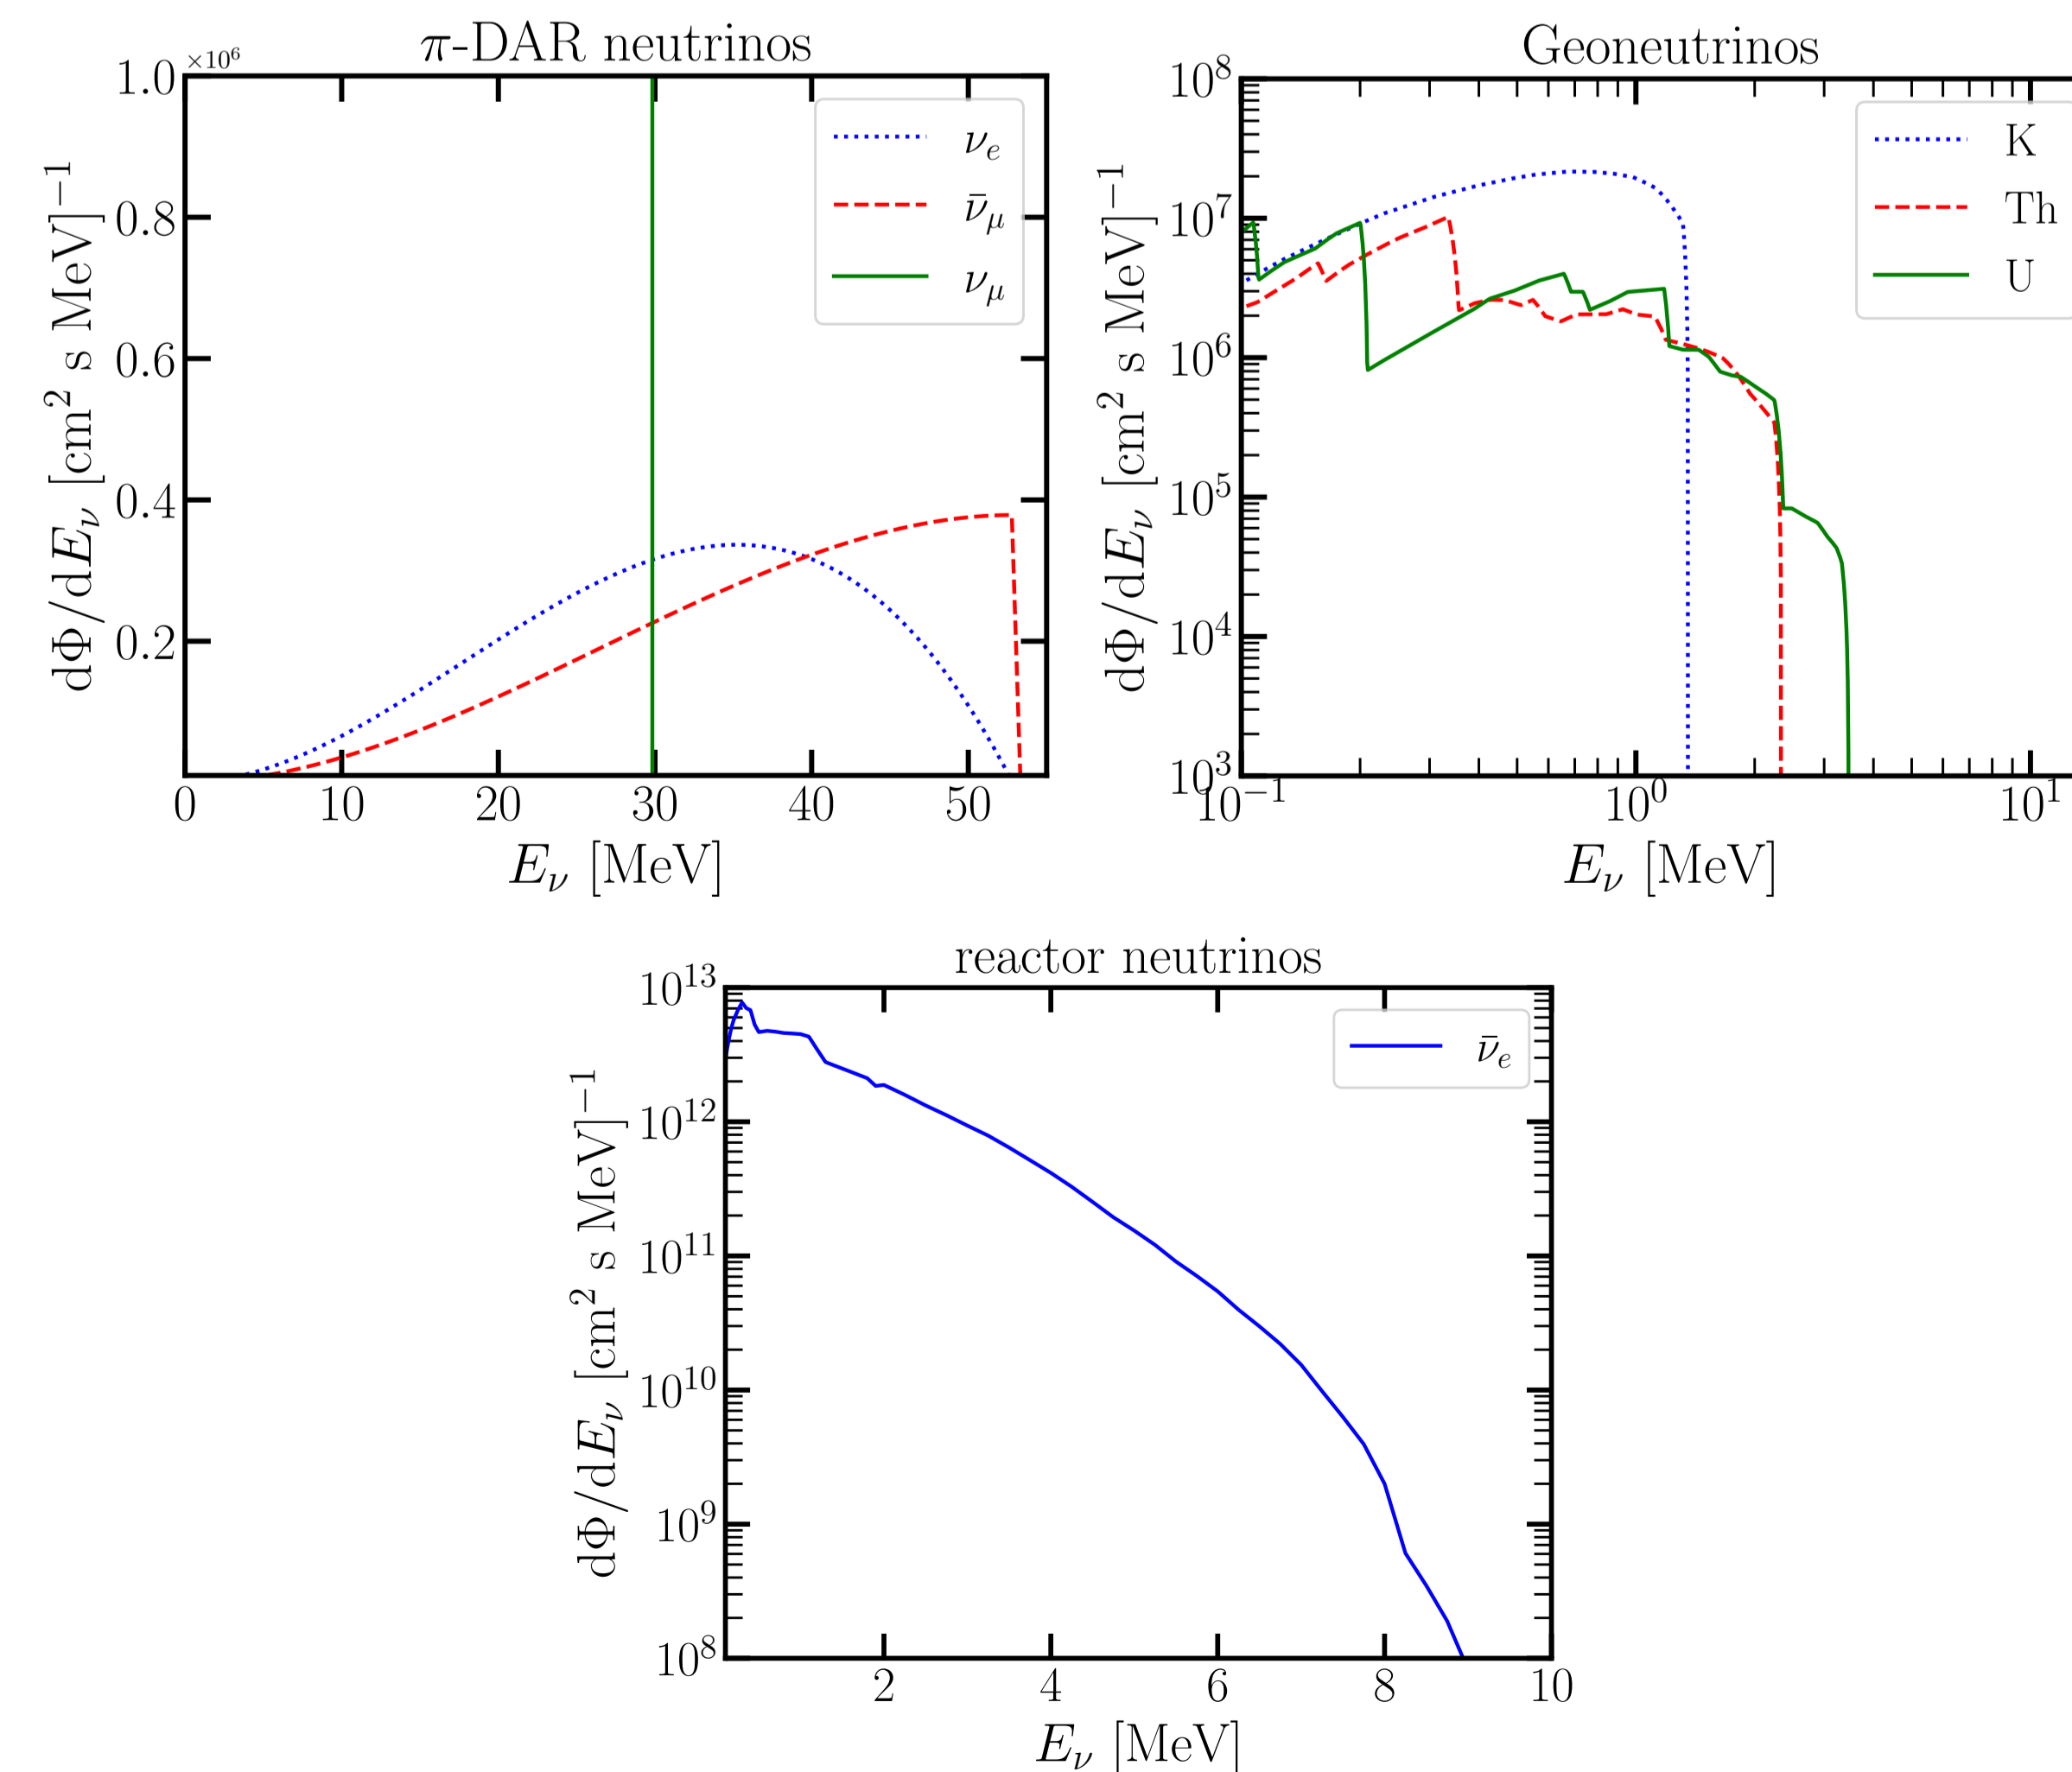 π-DAR neutrinos
×10⁶
1.0
0.8
0.6
0.4
0.2
dΦ/dE_ν [cm² s MeV]⁻¹
ν_e
ν̄_μ
ν_μ
0 10 20 30 40 50
E_ν [MeV]
Geoneutrinos
10⁸
10⁷
10⁶
10⁵
10⁴
10³
dΦ/dE_ν [cm² s MeV]⁻¹
K
Th
U
10⁻¹ 10⁰ 10¹
E_ν [MeV]
reactor neutrinos
10¹³
10¹²
10¹¹
10¹⁰
10⁹
10⁸
dΦ/dE_ν [cm² s MeV]⁻¹
ν̄_e
2 4 6 8 10
E_ν [MeV]